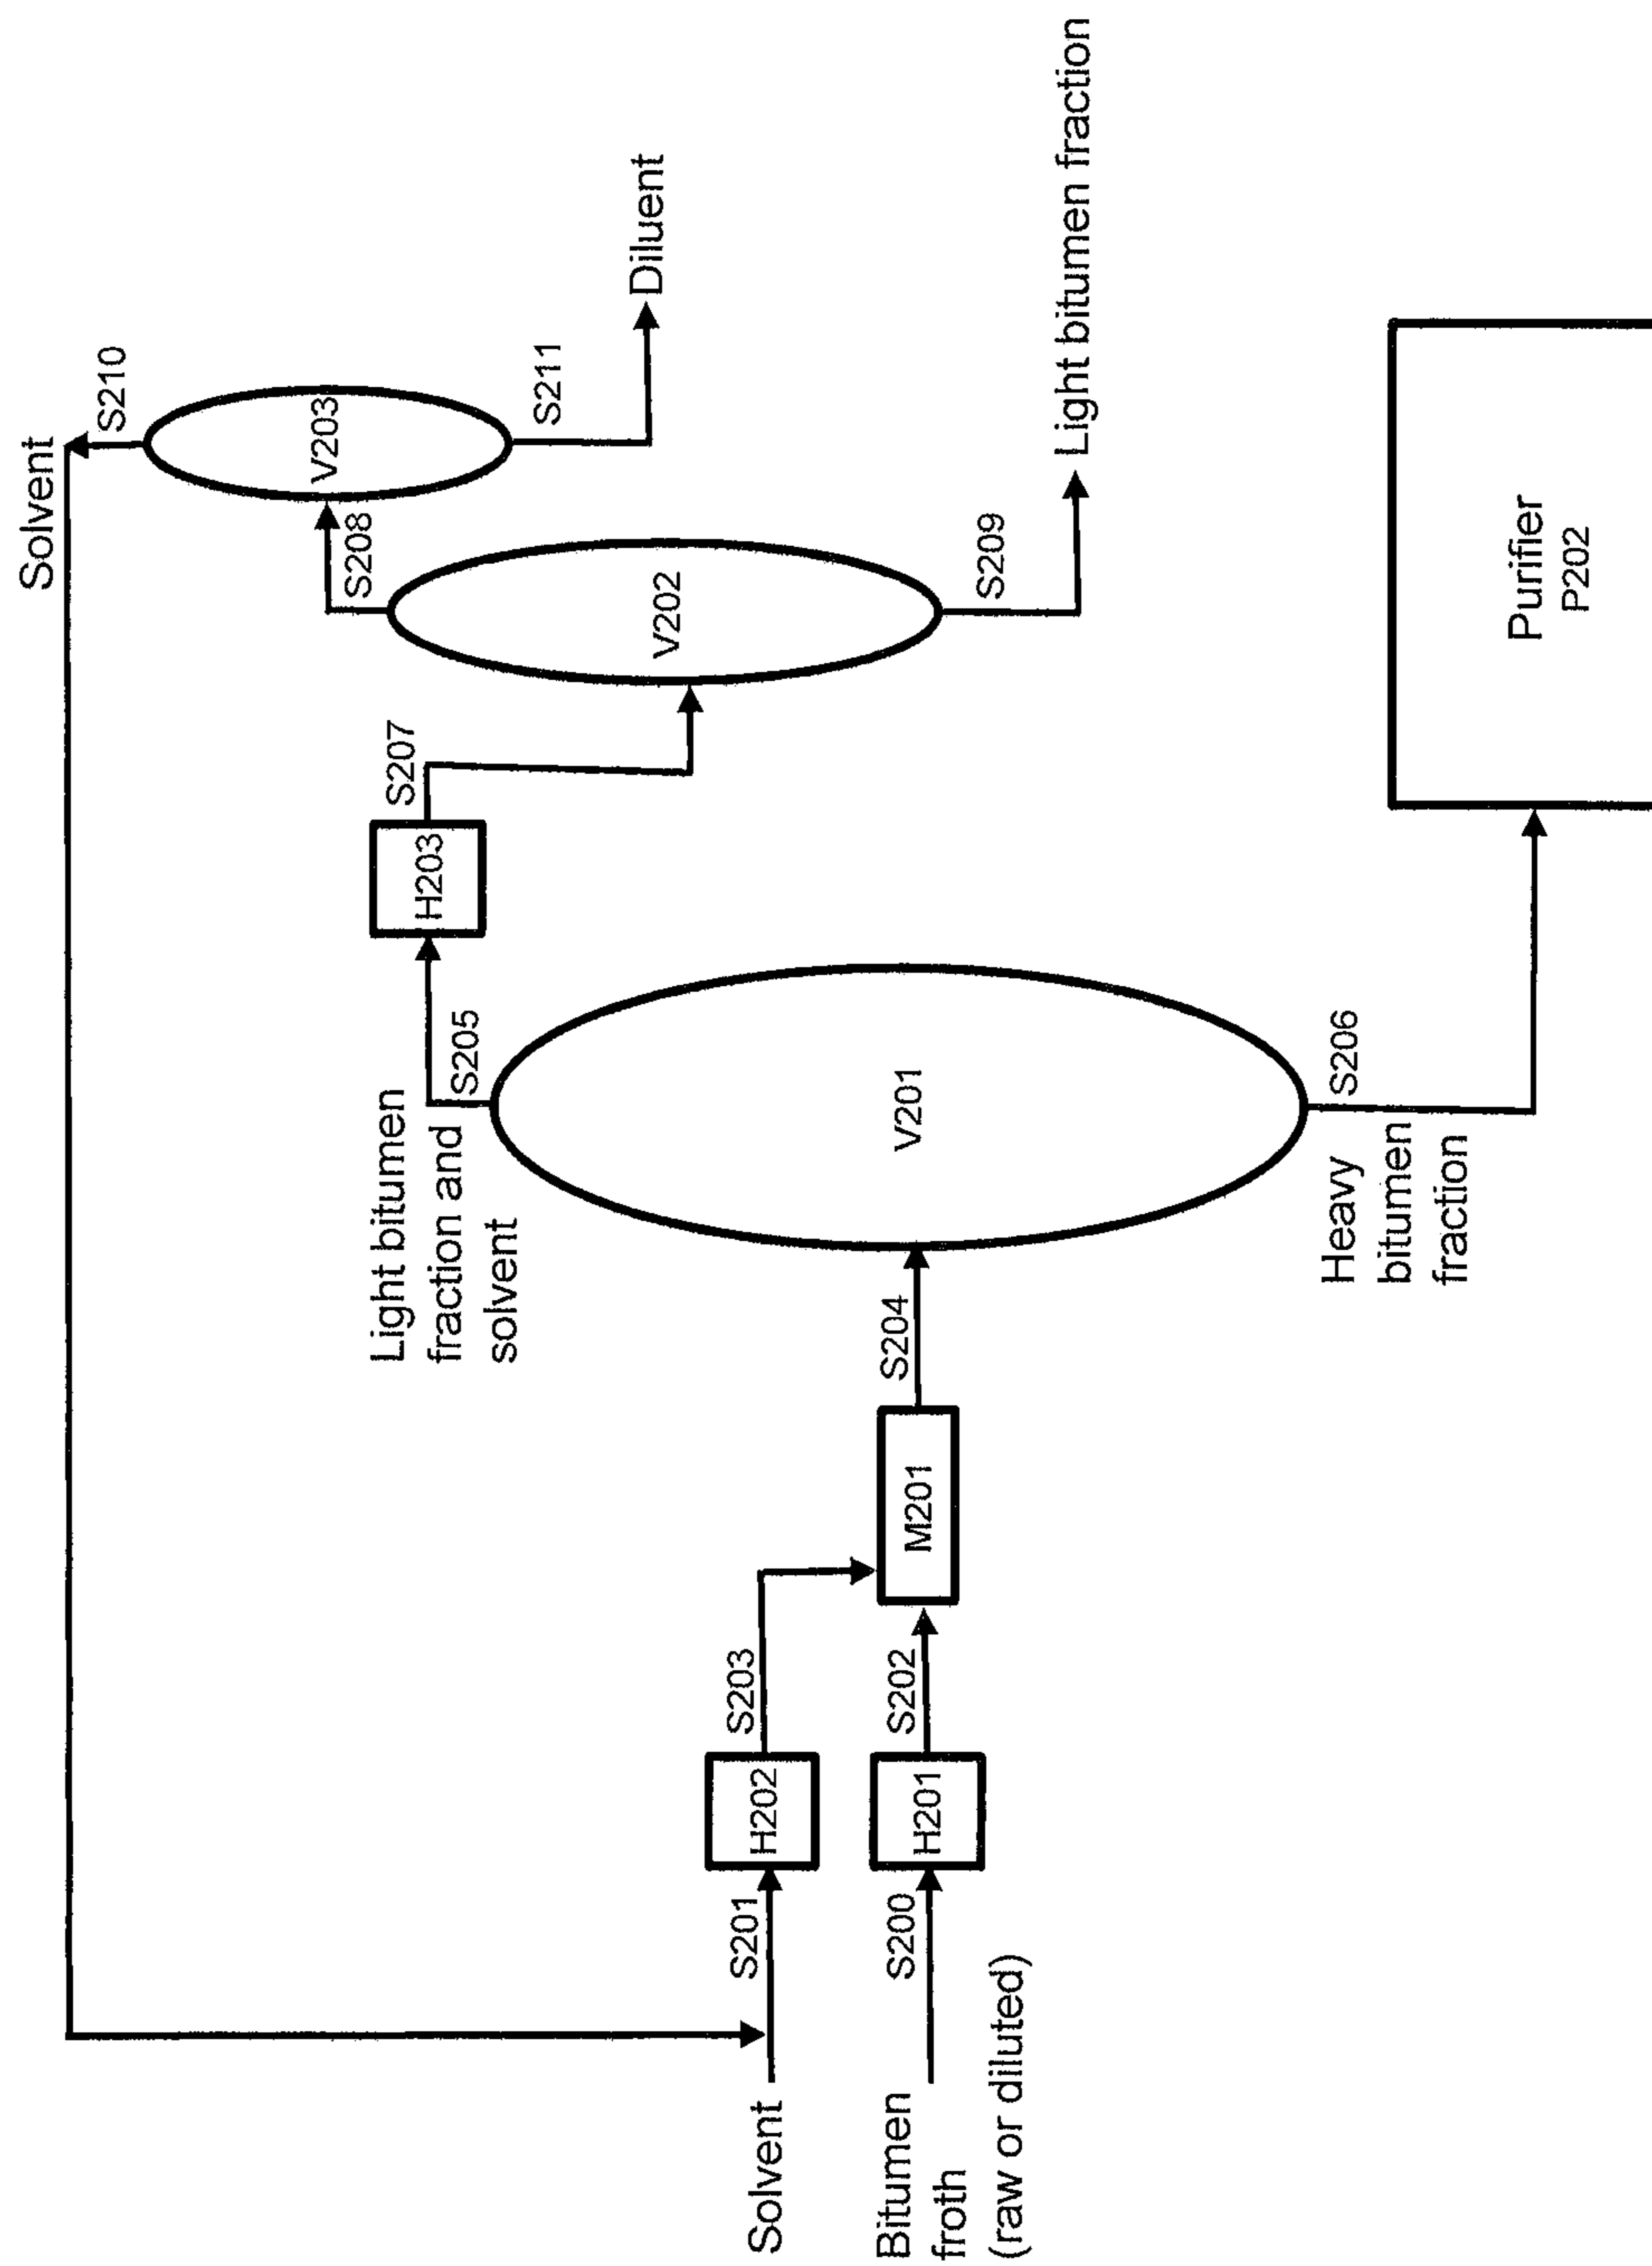 Solvent
S210
V203
S208
S211
Diluent
V202
S207
H203
S209
Light bitumen fraction
Light bitumen
fraction and
solvent
S205
V201
S206
Heavy
bitumen
fraction
Purifier
P202
S204
M201
S203
S202
H202
H201
S201
S200
Solvent
Bitumen
froth
(raw or diluted)